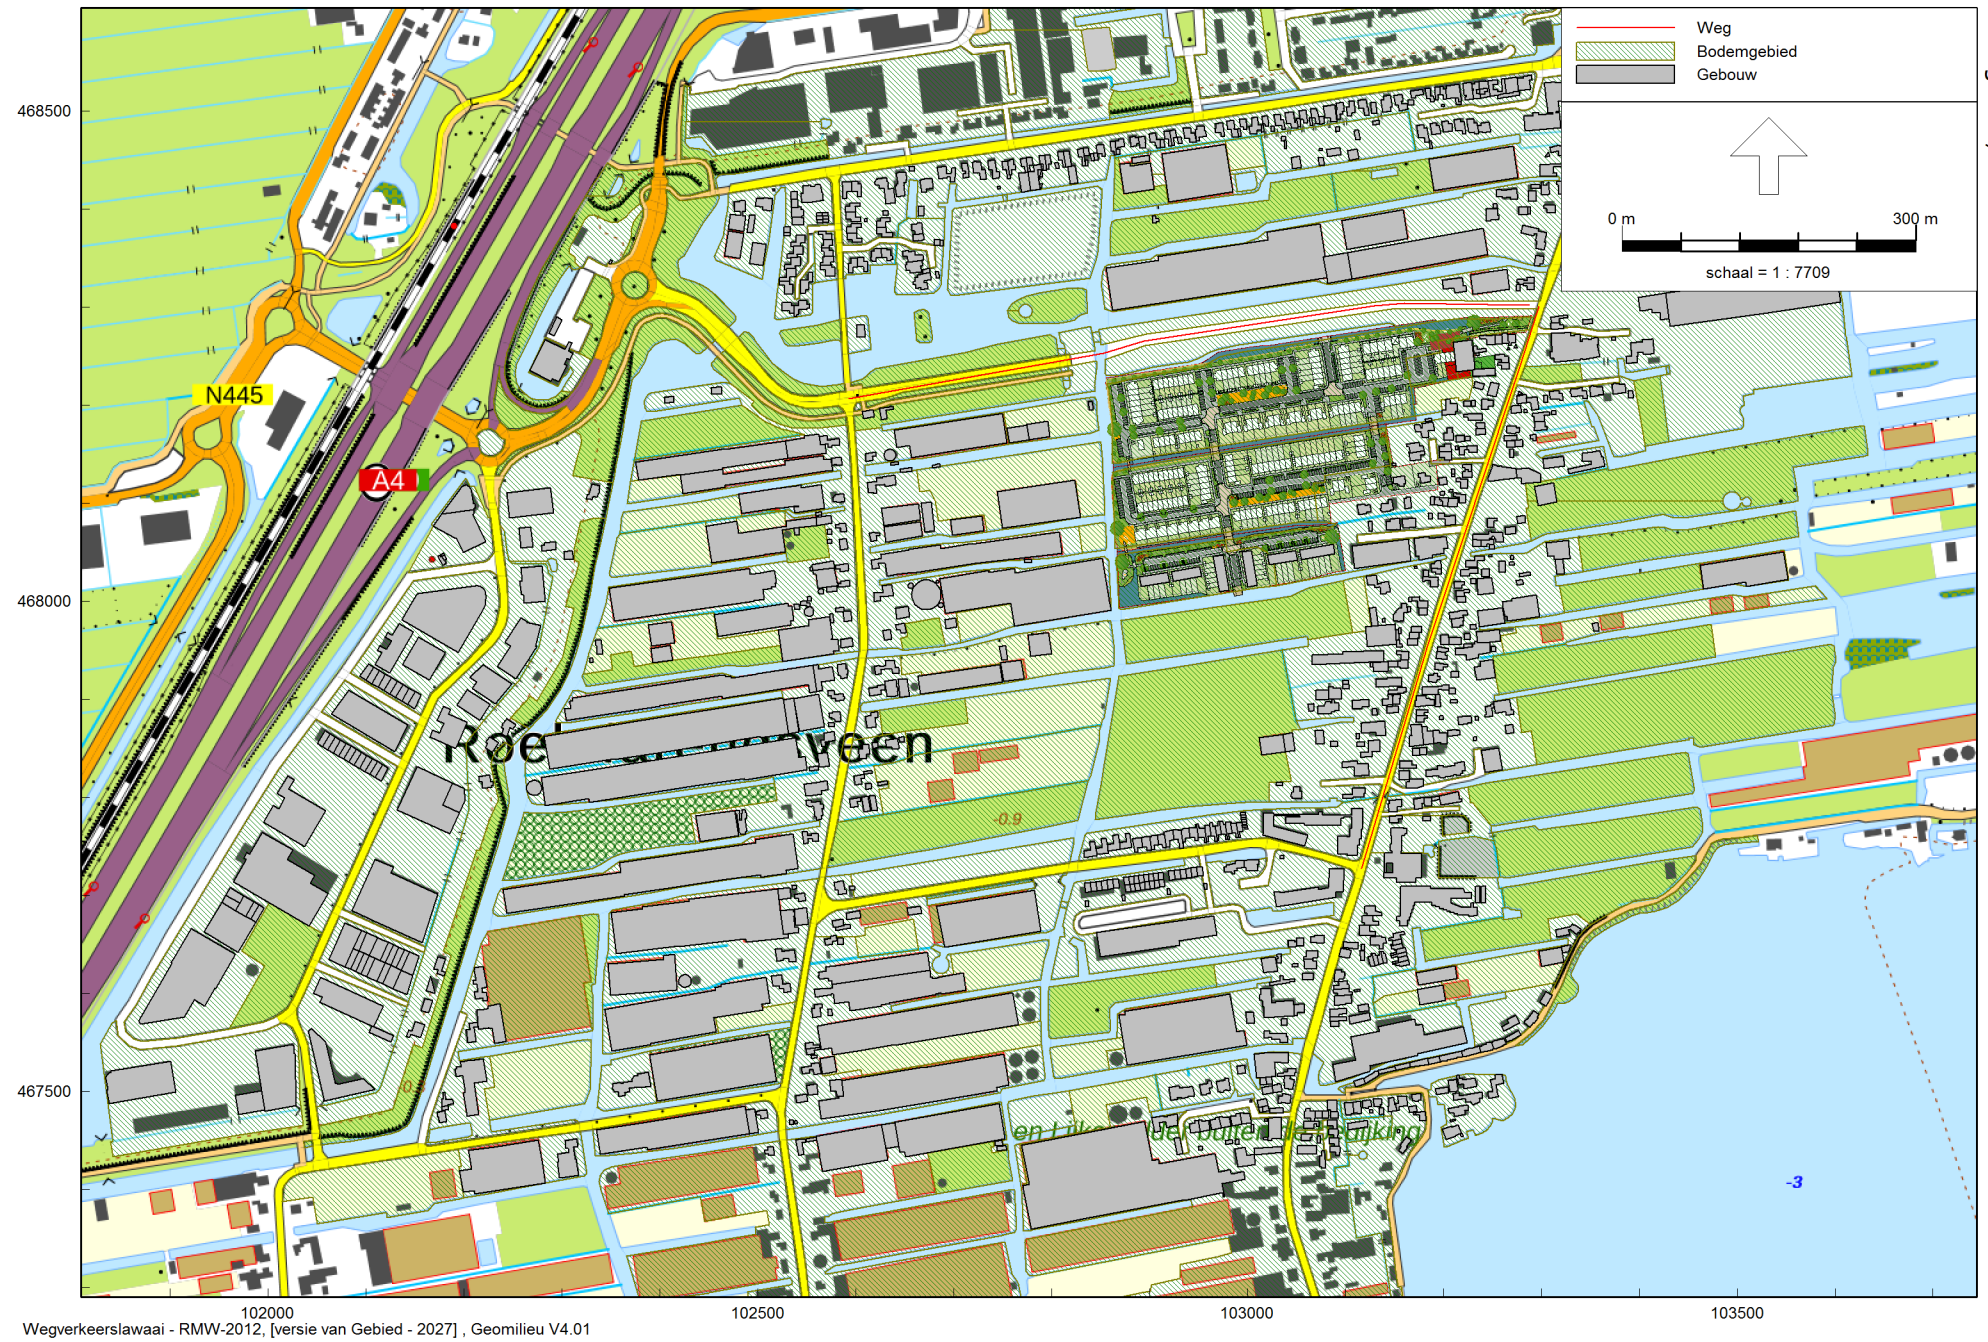 Weg
Bodemgebied
Gebouw
0 m 300 m
schaal = 1 : 7709
468500
N445
A4
468000
-0.9
467500
-3
102000 102500 103000 103500
Wegverkeerslawaai - RMW-2012, [versie van Gebied - 2027] , Geomilieu V4.01